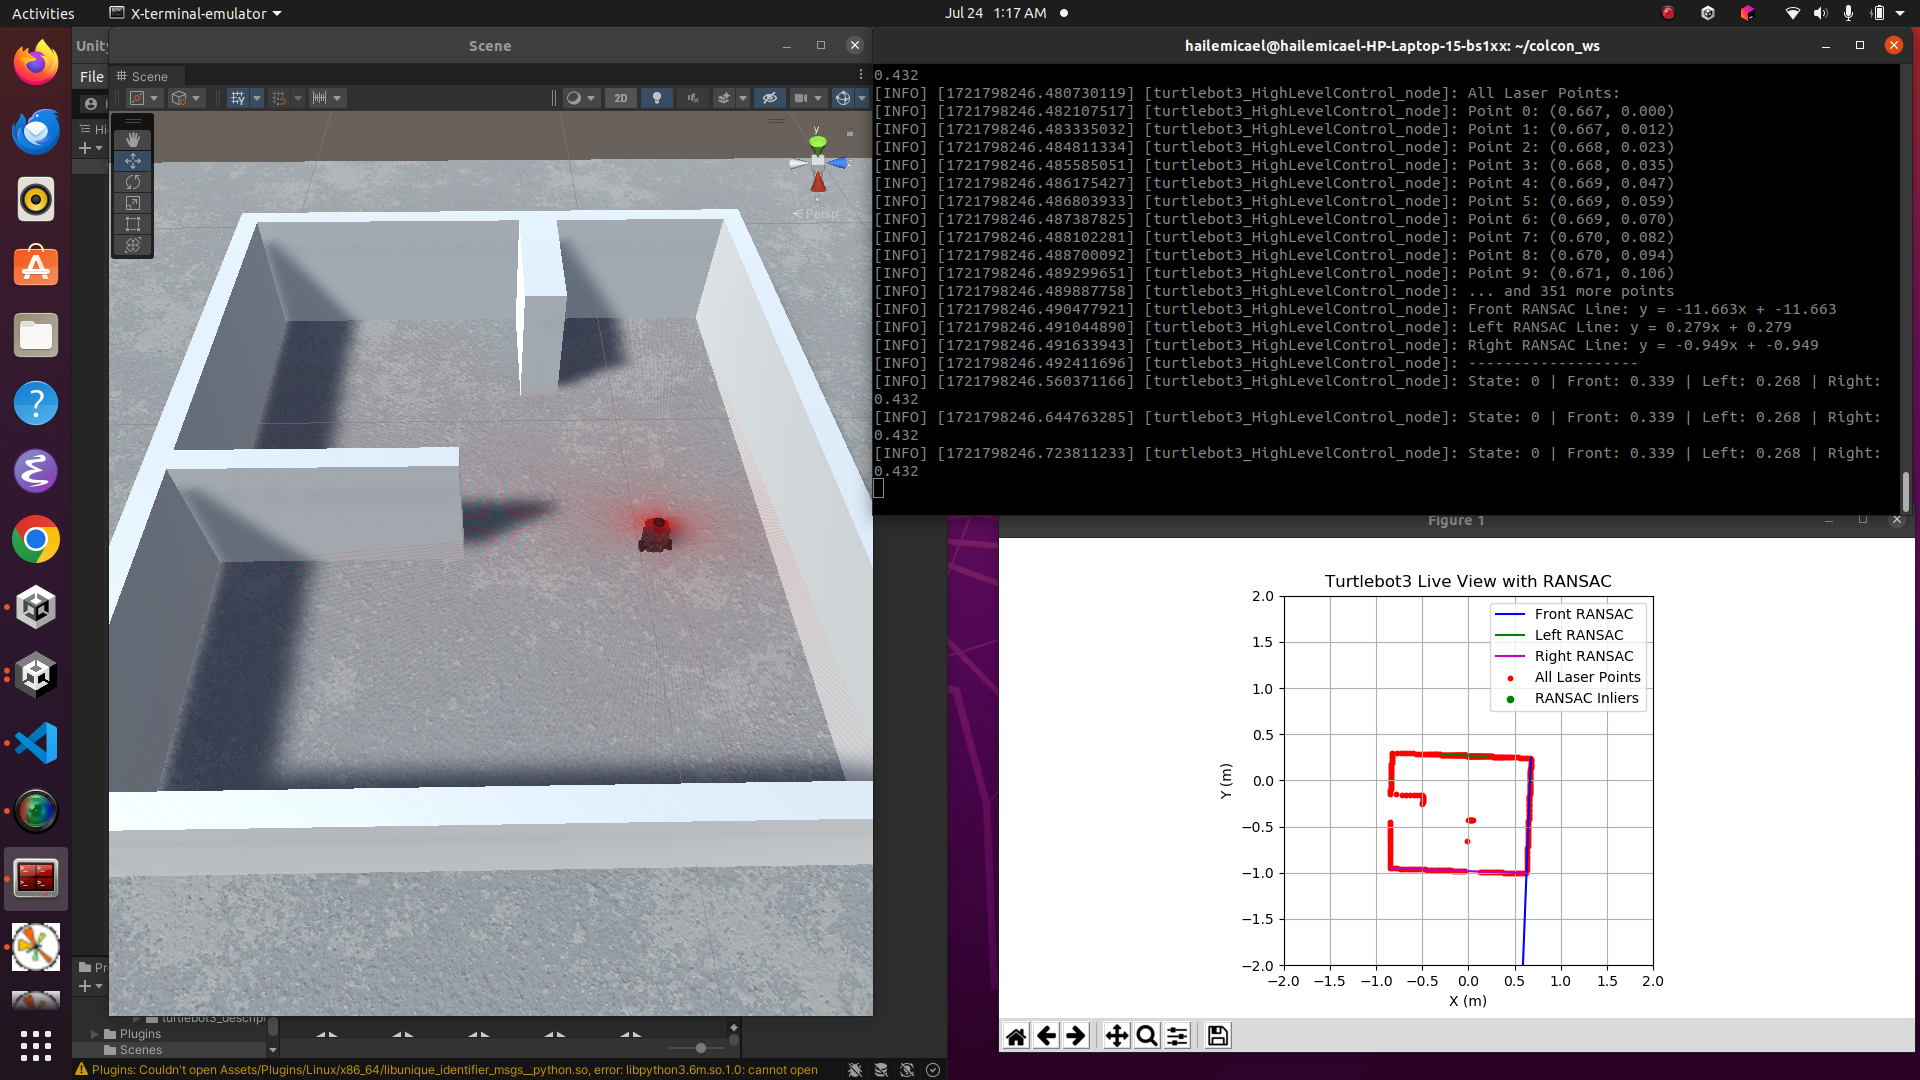 Activities
X-terminal-emulator
Jul 24 1:17 AM
Unity
File
Scene
Scene
2D
y
x
z
Persp
hailemicael@hailemicael-HP-Laptop-15-bs1xx: ~/colcon_ws
0.432
[INFO] [1721798246.480730119] [turtlebot3_HighLevelControl_node]: All Laser Points:
[INFO] [1721798246.482107517] [turtlebot3_HighLevelControl_node]: Point 0: (0.667, 0.000)
[INFO] [1721798246.483335032] [turtlebot3_HighLevelControl_node]: Point 1: (0.667, 0.012)
[INFO] [1721798246.484811334] [turtlebot3_HighLevelControl_node]: Point 2: (0.668, 0.023)
[INFO] [1721798246.485585051] [turtlebot3_HighLevelControl_node]: Point 3: (0.668, 0.035)
[INFO] [1721798246.486175427] [turtlebot3_HighLevelControl_node]: Point 4: (0.669, 0.047)
[INFO] [1721798246.486803933] [turtlebot3_HighLevelControl_node]: Point 5: (0.669, 0.059)
[INFO] [1721798246.487387825] [turtlebot3_HighLevelControl_node]: Point 6: (0.669, 0.070)
[INFO] [1721798246.488102281] [turtlebot3_HighLevelControl_node]: Point 7: (0.670, 0.082)
[INFO] [1721798246.488700092] [turtlebot3_HighLevelControl_node]: Point 8: (0.670, 0.094)
[INFO] [1721798246.489299651] [turtlebot3_HighLevelControl_node]: Point 9: (0.671, 0.106)
[INFO] [1721798246.489887758] [turtlebot3_HighLevelControl_node]: ... and 351 more points
[INFO] [1721798246.490477921] [turtlebot3_HighLevelControl_node]: Front RANSAC Line: y = -11.663x + -11.663
[INFO] [1721798246.491044890] [turtlebot3_HighLevelControl_node]: Left RANSAC Line: y = 0.279x + 0.279
[INFO] [1721798246.491633943] [turtlebot3_HighLevelControl_node]: Right RANSAC Line: y = -0.949x + -0.949
[INFO] [1721798246.492411696] [turtlebot3_HighLevelControl_node]: -------------------
[INFO] [1721798246.560371166] [turtlebot3_HighLevelControl_node]: State: 0 | Front: 0.339 | Left: 0.268 | Right:
0.432
[INFO] [1721798246.644763285] [turtlebot3_HighLevelControl_node]: State: 0 | Front: 0.339 | Left: 0.268 | Right:
0.432
[INFO] [1721798246.723811233] [turtlebot3_HighLevelControl_node]: State: 0 | Front: 0.339 | Left: 0.268 | Right:
0.432
Figure 1
Turtlebot3 Live View with RANSAC
Front RANSAC
Left RANSAC
Right RANSAC
All Laser Points
RANSAC Inliers
2.0
1.5
1.0
0.5
0.0
−0.5
−1.0
−1.5
−2.0
Y (m)
−2.0 −1.5 −1.0 −0.5 0.0 0.5 1.0 1.5 2.0
X (m)
turtlebot3_descrip
Plugins
Scenes
Plugins: Couldn't open Assets/Plugins/Linux/x86_64/libunique_identifier_msgs__python.so, error: libpython3.6m.so.1.0: cannot open